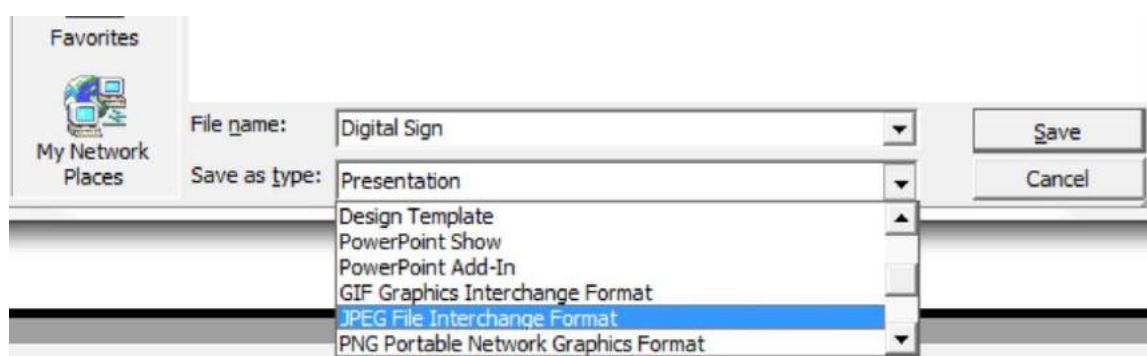 Favorites
My Network
Places
File name: Digital Sign Save
Save as type: Presentation Cancel
Design Template
PowerPoint Show
PowerPoint Add-In
GIF Graphics Interchange Format
JPEG File Interchange Format
PNG Portable Network Graphics Format